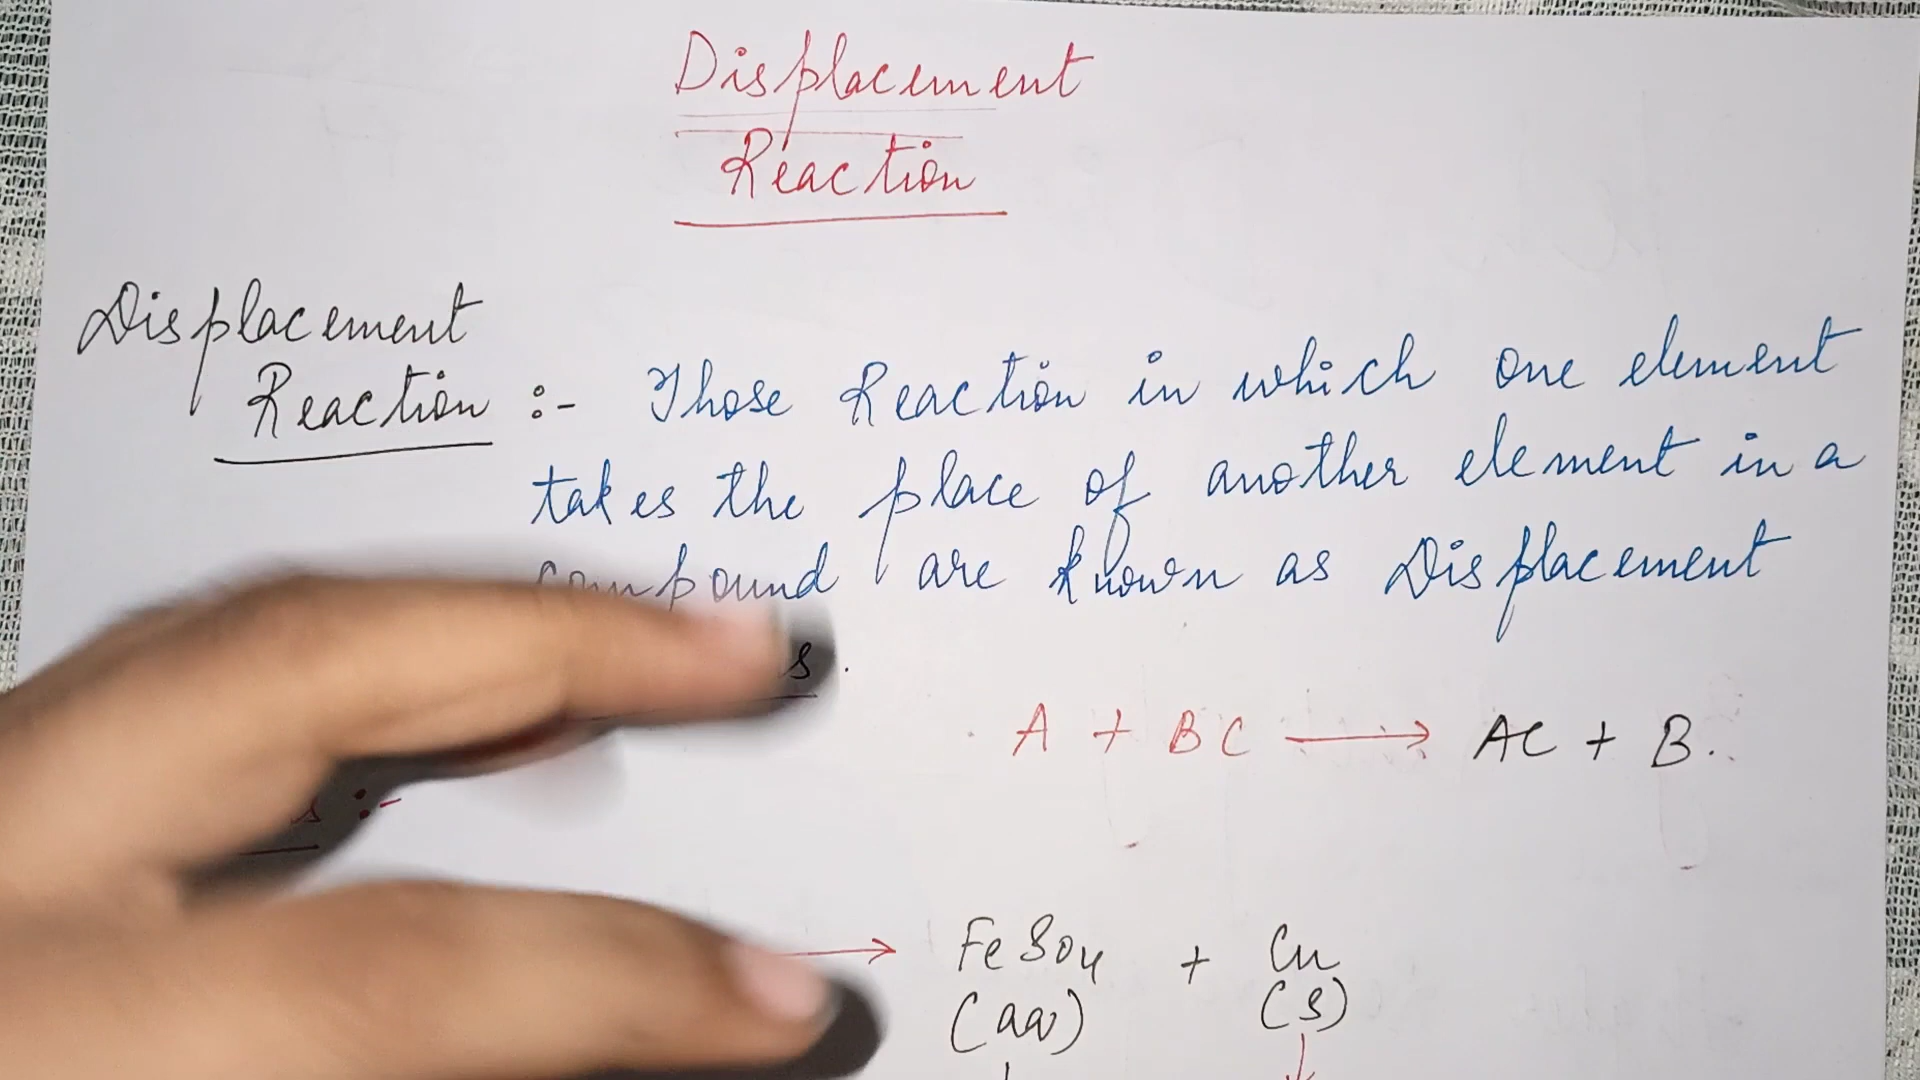 Displacement
Reaction
Displacement
Reaction :- Those Reaction in which one element
takes the place of another element in a
compound are known as Displacement
s.
A + BC ⟶ AC + B.
s :-
⟶ FeSO4 + Cu
(aq) (s)